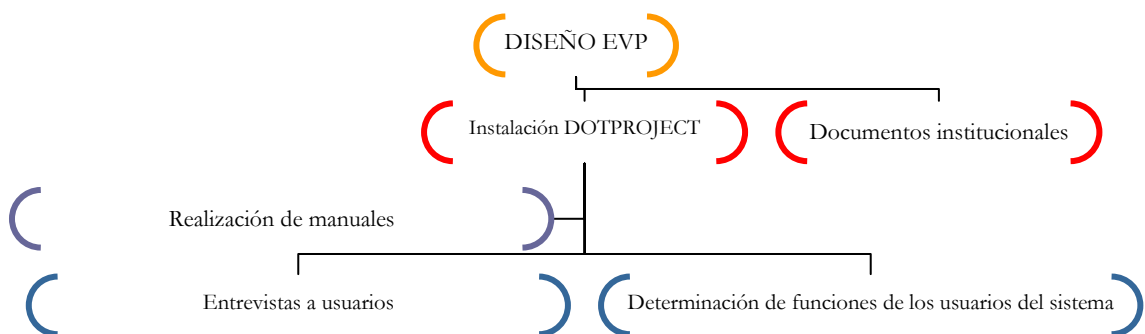 DISEÑO EVP
Instalación DOTPROJECT
Documentos institucionales
Realización de manuales
Entrevistas a usuarios
Determinación de funciones de los usuarios del sistema